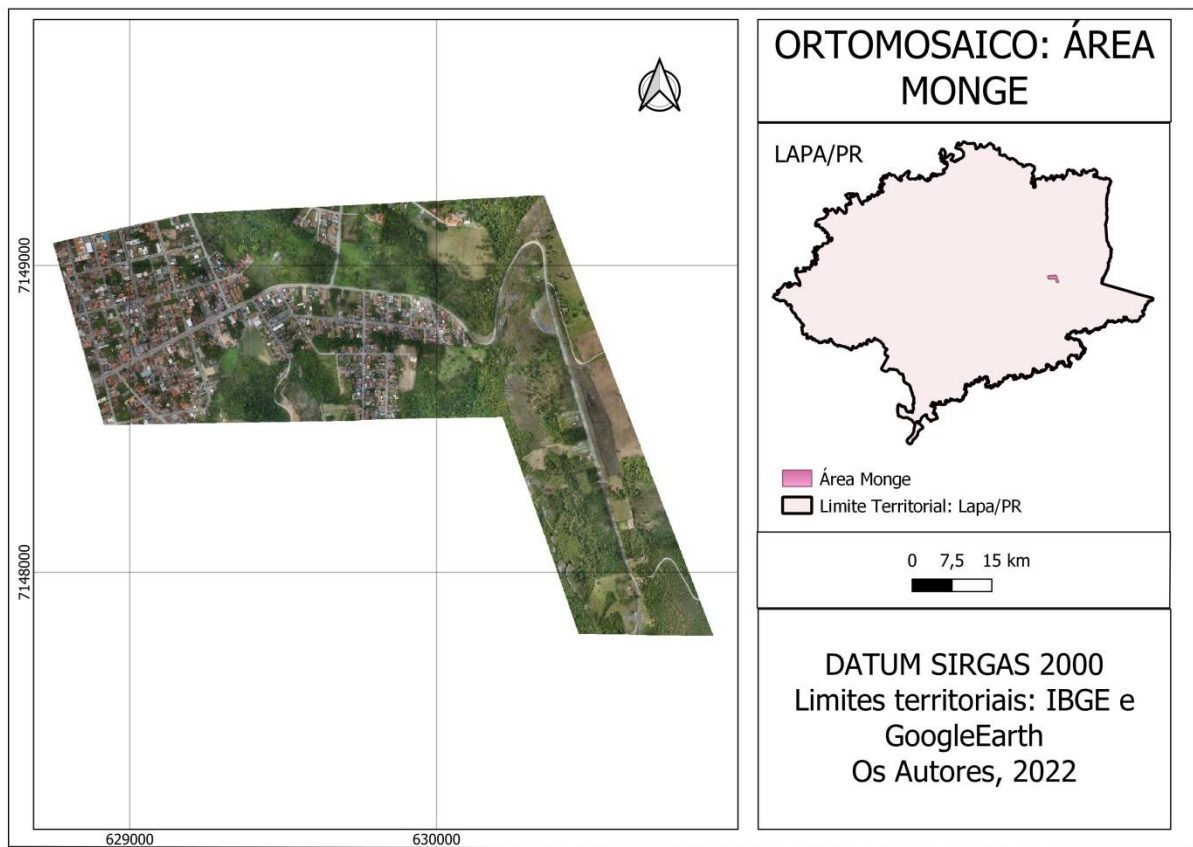 ORTOMOSAICO: ÁREA
MONGE
LAPA/PR
Área Monge
Limite Territorial: Lapa/PR
0 7,5 15 km
DATUM SIRGAS 2000
Limites territoriais: IBGE e
GoogleEarth
Os Autores, 2022
7149000
7148000
629000 630000